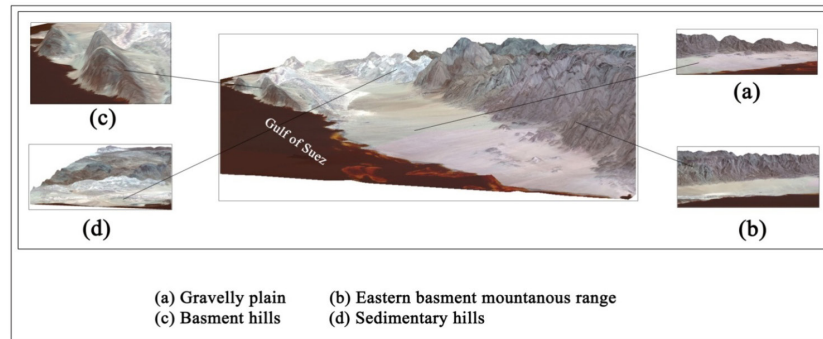 Gulf of Suez
(a)
(c)
(d)
(b)
(a) Gravelly plain (b) Eastern basment mountanous range
(c) Basment hills (d) Sedimentary hills